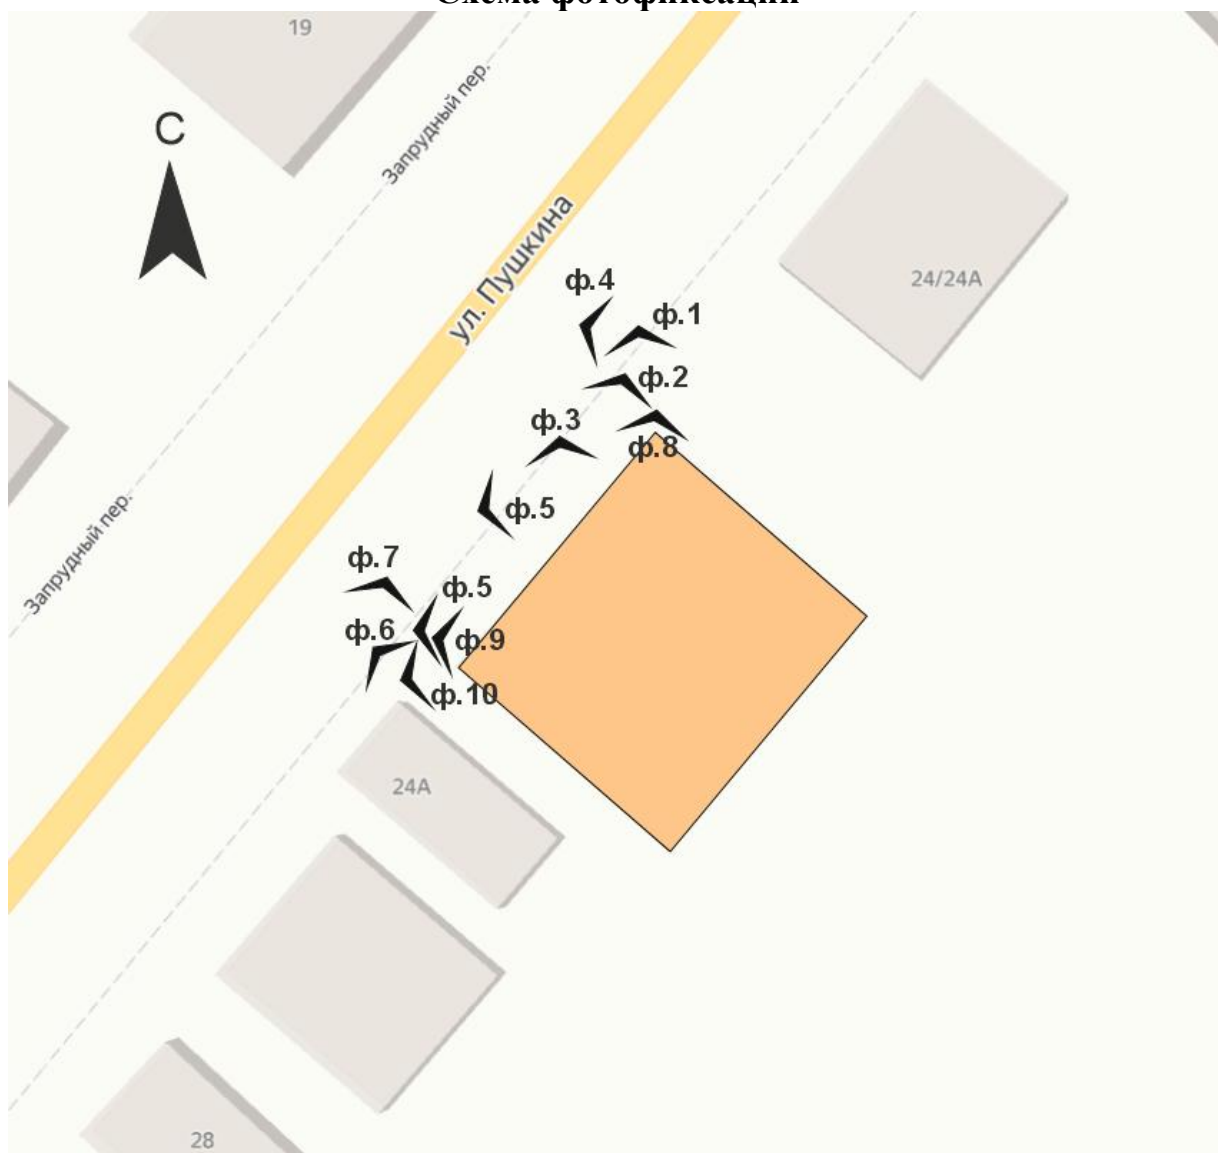 Схема фотофиксации
19
Запрудный пер.
С
ул. Пушкина
24/24А
ф.4
ф.1
ф.2
ф.3
ф.8
ф.5
Запрудный пер.
ф.7
ф.5
ф.6
ф.9
ф.10
24А
28